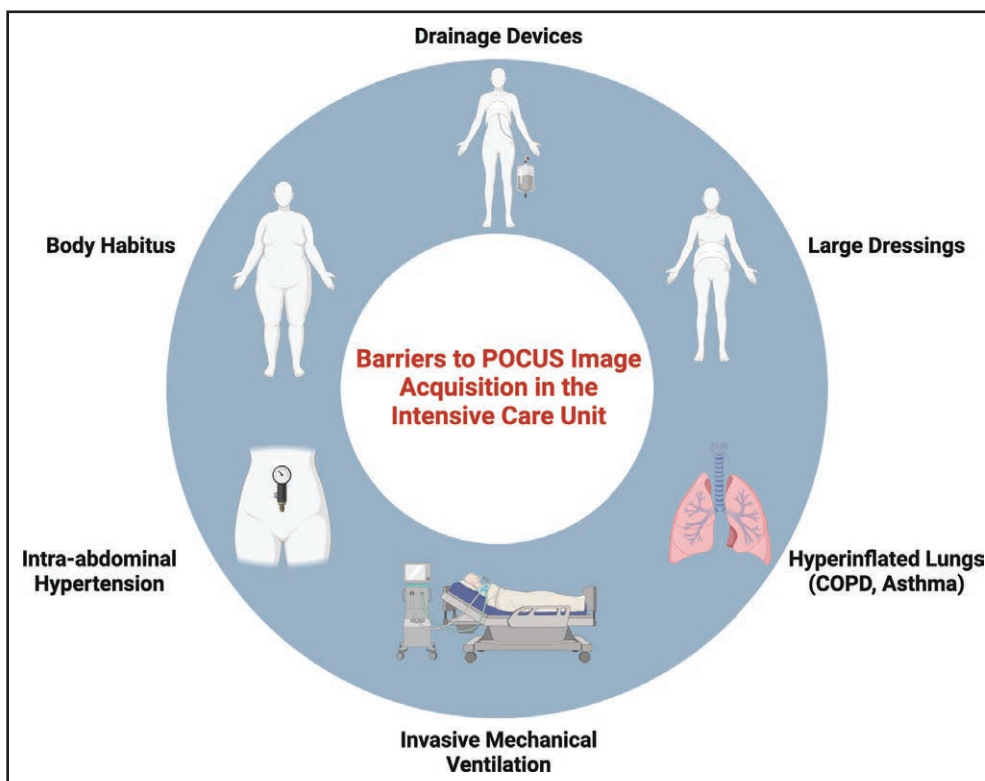 Drainage Devices
Body Habitus
Large Dressings
Barriers to POCUS Image
Acquisition in the
Intensive Care Unit
Intra-abdominal
Hypertension
Hyperinflated Lungs
(COPD, Asthma)
Invasive Mechanical
Ventilation